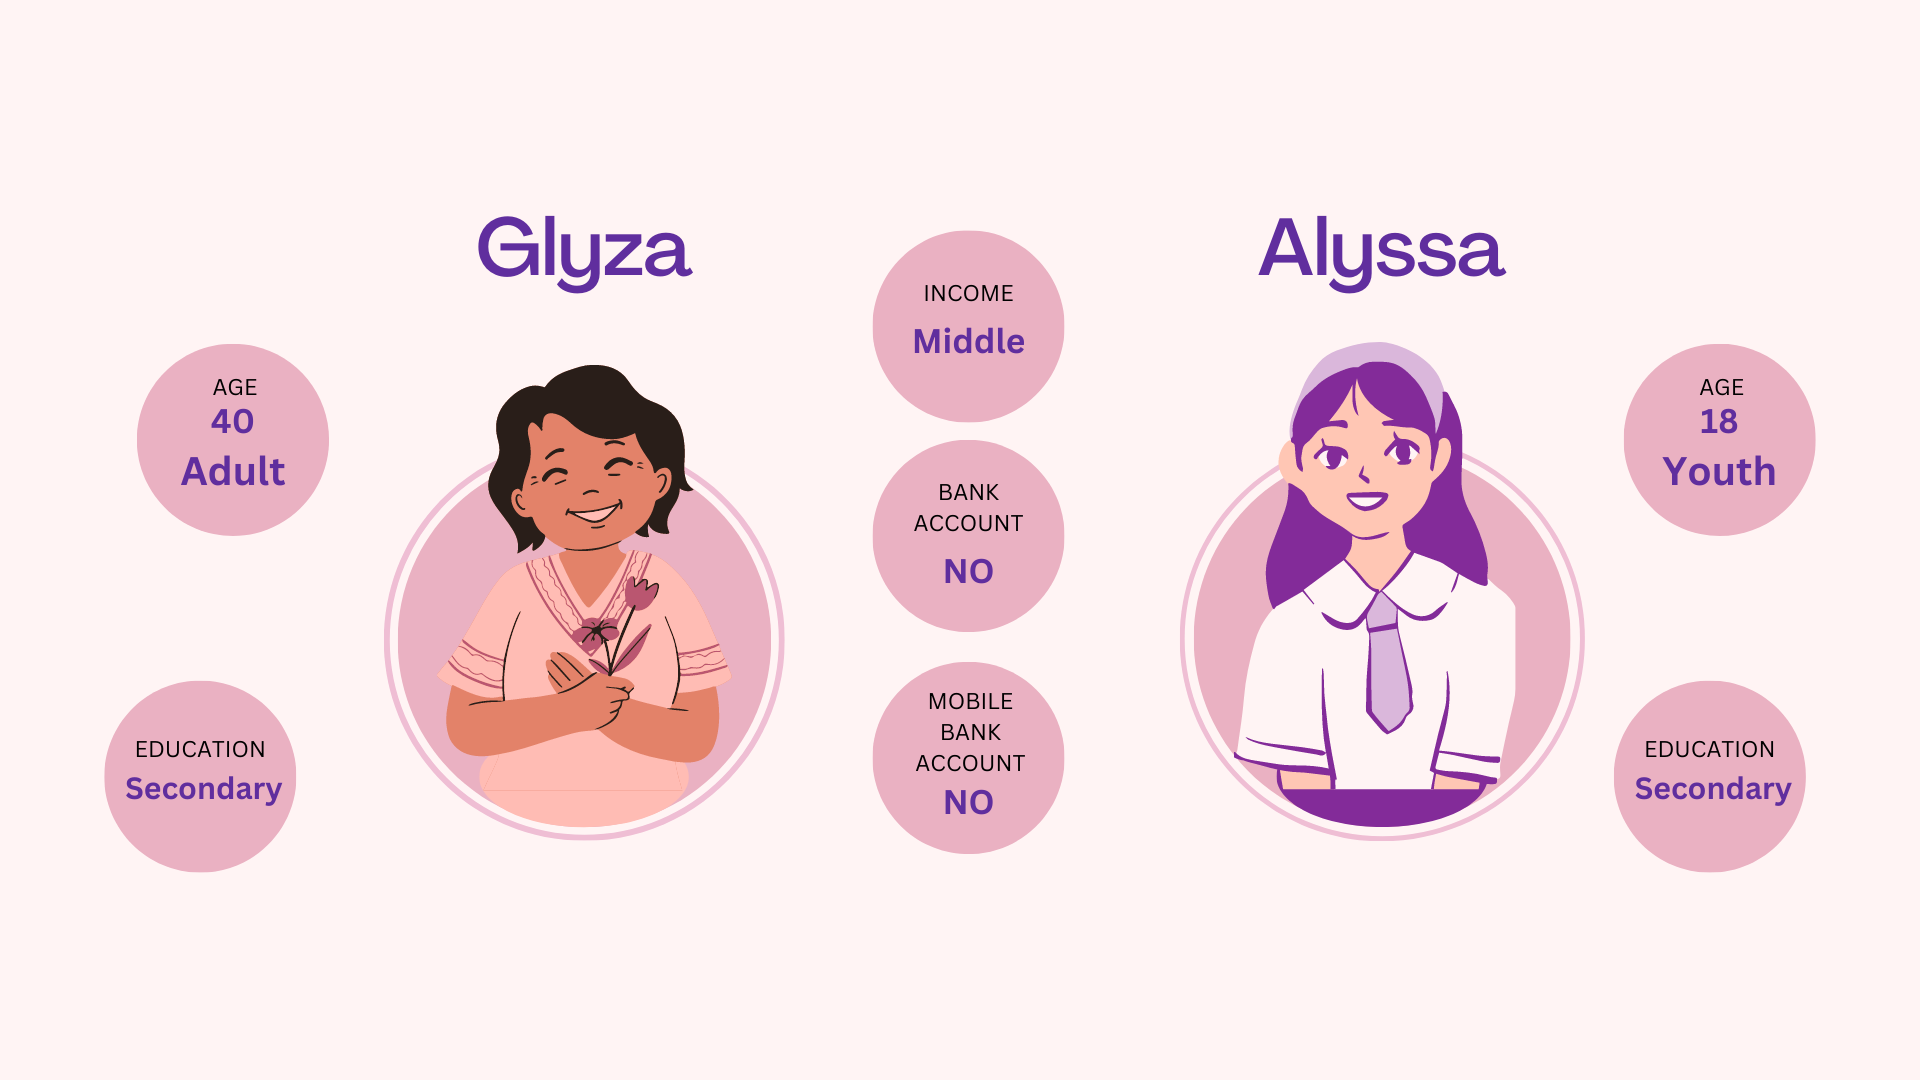 Glyza
AGE
40
Adult
EDUCATION
Secondary
INCOME
Middle
BANK
ACCOUNT
NO
MOBILE
BANK
ACCOUNT
NO
Alyssa
AGE
18
Youth
EDUCATION
Secondary